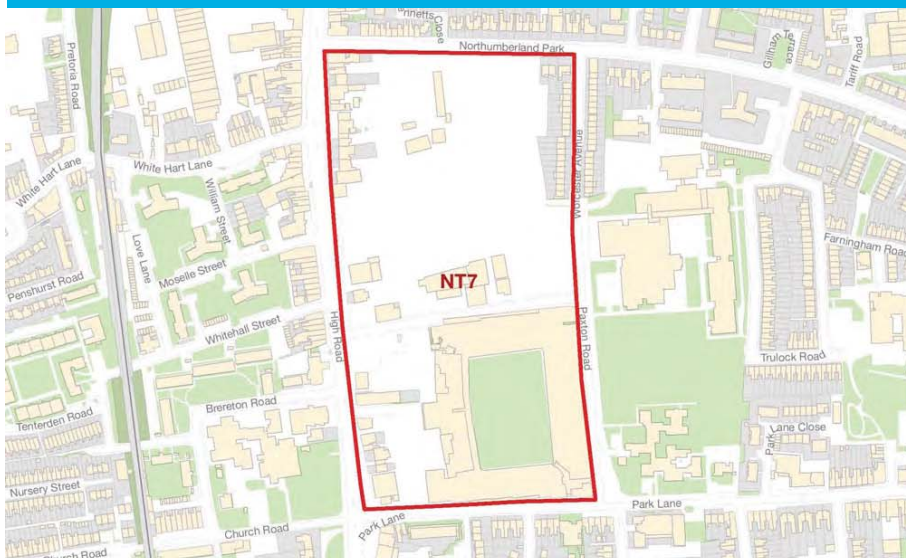 Northumberland Park
Pretoria Road
Tariff Road
White Hart Lane
White Hart Lane
William Street
Worcester Avenue
Love Lane
Moselle Street
Farningham Road
Penshurst Road
NT7
Whitehall Street
High Road
Paxton Road
Trulock Road
Brereton Road
Tenterden Road
Park Lane Close
Nursery Street
Park Lane
Park Lane
Church Road
Church Road